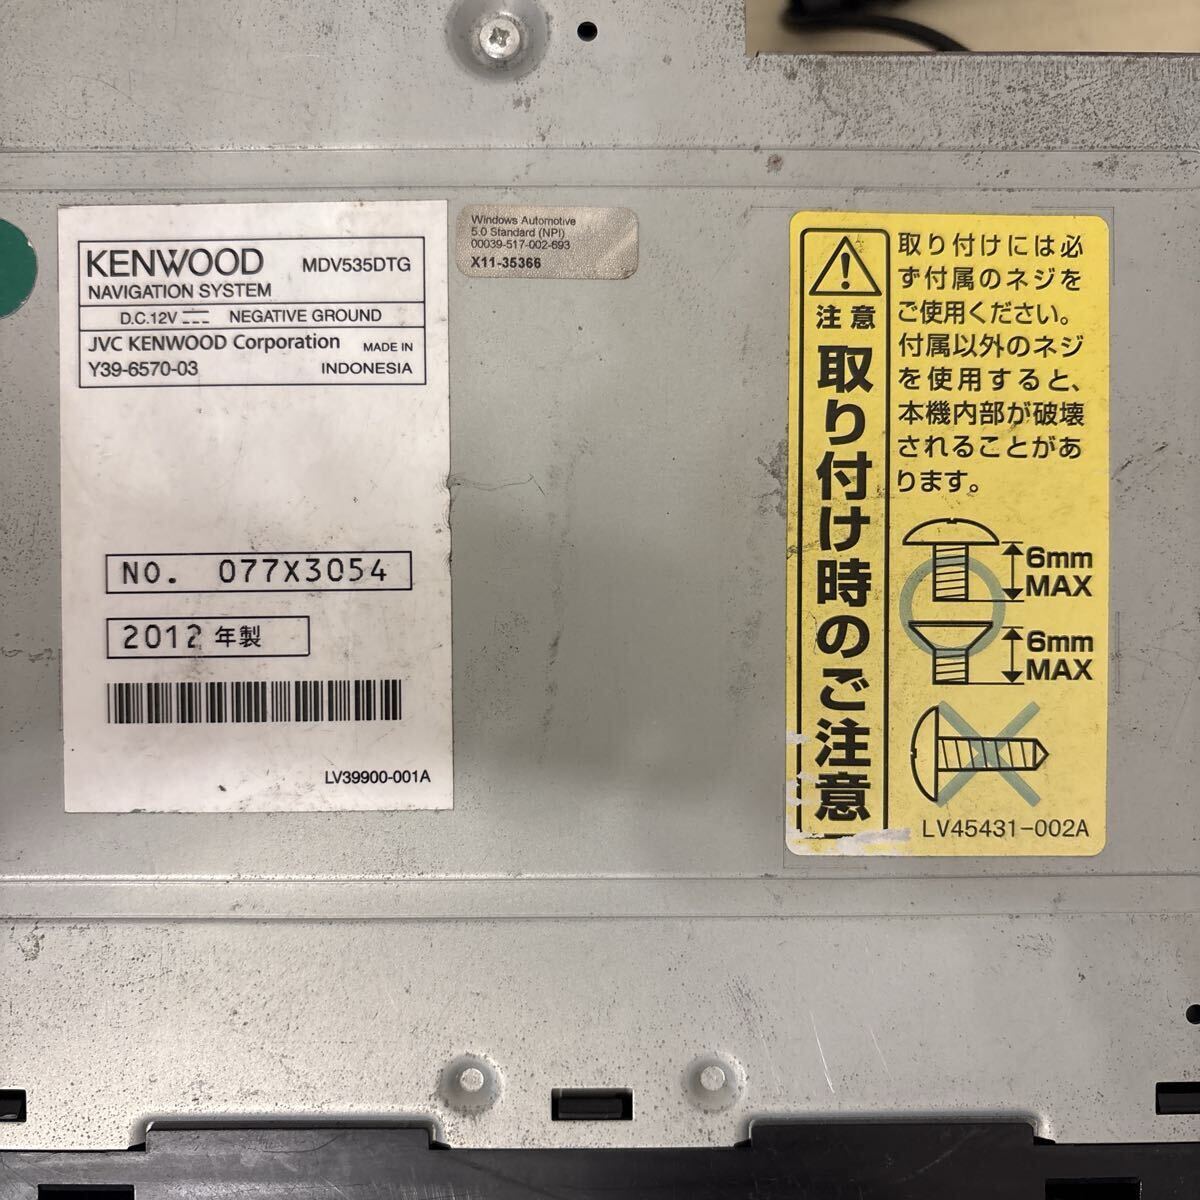 KENWOOD MDV535DTG
NAVIGATION SYSTEM
D.C.12V NEGATIVE GROUND
JVC KENWOOD Corporation MADE IN
Y39-6570-03 INDONESIA
NO. 077X3054
2012 年製
LV39900-001A
Windows Automotive
5.0 Standard (NPI)
00039-517-002-693
X11-35366
注意
取り付け時のご注意
取り付けには必
ず付属のネジを
ご使用ください。
付属以外のネジ
を使用すると、
本機内部が破壊
されることがあ
ります。
6mm
MAX
6mm
MAX
LV45431-002A